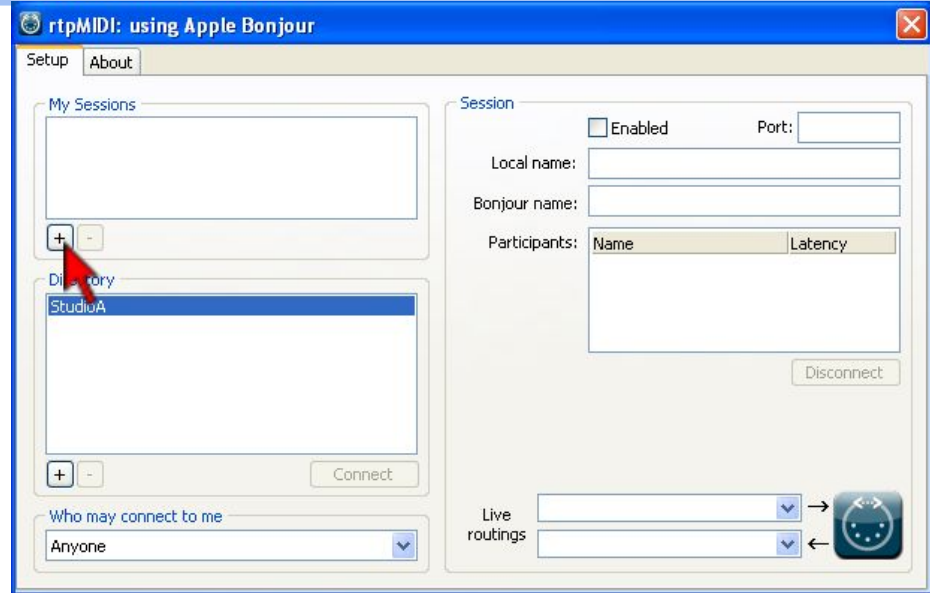 rtpMIDI: using Apple Bonjour
Setup About
My Sessions
+ -
Directory
StudioA
+ - Connect
Who may connect to me
Anyone
Session
Enabled Port:
Local name:
Bonjour name:
Participants: Name Latency
Disconnect
Live
routings